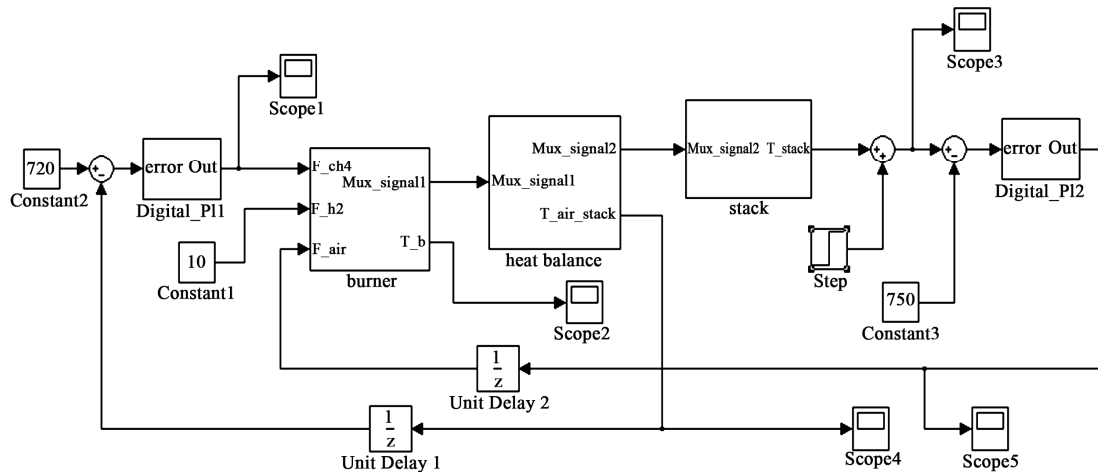 Scope3
Scope1
720
+
-
error Out
Constant2
Digital_PI1
F_ch4
Mux_signal1
F_h2
F_air
T_b
burner
10
Constant1
Mux_signal2
Mux_signal1
T_air_stack
heat balance
Mux_signal2 T_stack
stack
+
+
+
-
error Out
Digital_PI2
Step
750
Constant3
Scope2
1
z
Unit Delay 2
1
z
Unit Delay 1
Scope4
Scope5